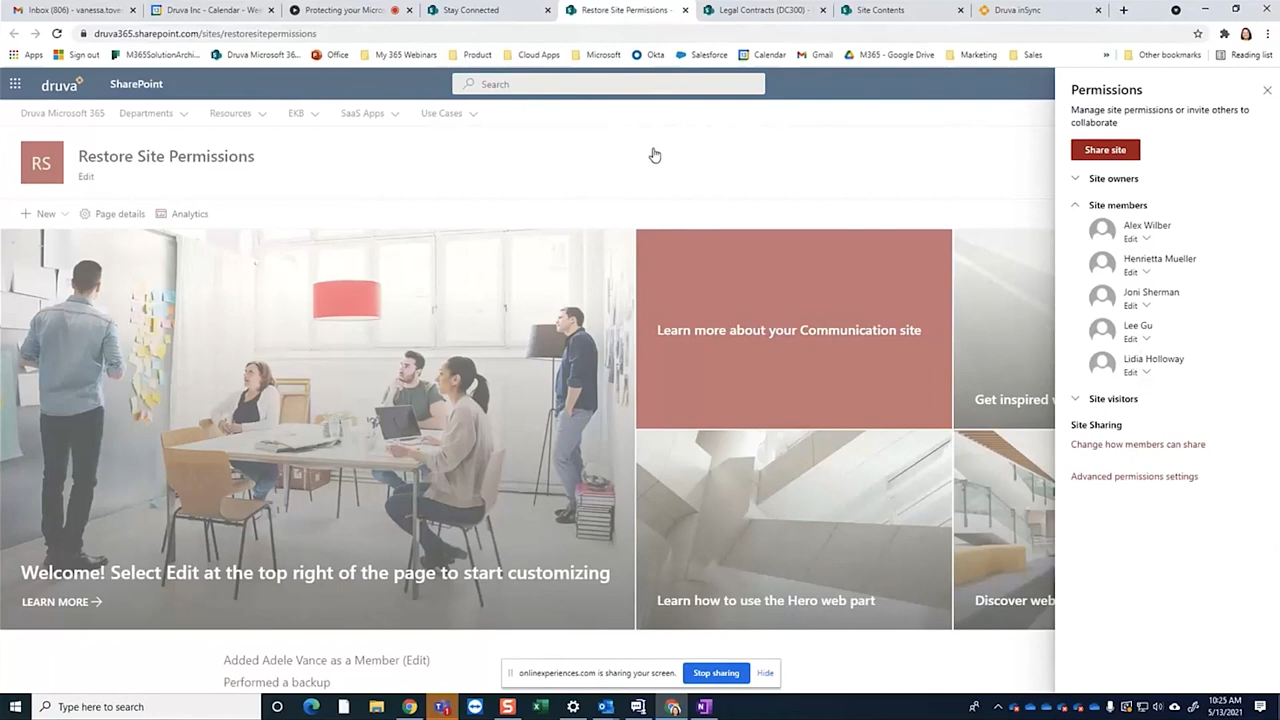 Inbox (806) - vanessa.tove
Druva Inc - Calendar - We
Protecting your Micros
Stay Connected
Restore Site Permissions -
Legal Contracts (DC300) -
Site Contents
Druva inSync
druva365.sharepoint.com/sites/restoresitepermissions
Apps
Sign out
M365SolutionArchi...
Druva Microsoft 36...
Office
My 365 Webinars
Product
Cloud Apps
Microsoft
Okta
Salesforce
Calendar
Gmail
M365 - Google Drive
Marketing
Sales
»
Other bookmarks
Reading list
druva
SharePoint
Search
Druva Microsoft 365
Departments
Resources
EKB
SaaS Apps
Use Cases
RS
Restore Site Permissions
Edit
New
Page details
Analytics
Learn more about your Communication site
Get inspired w
Welcome! Select Edit at the top right of the page to start customizing
LEARN MORE
Learn how to use the Hero web part
Discover web
Added Adele Vance as a Member (Edit)
Performed a backup
Permissions
Manage site permissions or invite others to
collaborate
Share site
Site owners
Site members
Alex Wilber
Edit
Henrietta Mueller
Edit
Joni Sherman
Edit
Lee Gu
Edit
Lidia Holloway
Edit
Site visitors
Site Sharing
Change how members can share
Advanced permissions settings
onlinexperiences.com is sharing your screen.
Stop sharing
Hide
Type here to search
10:25 AM
5/13/2021